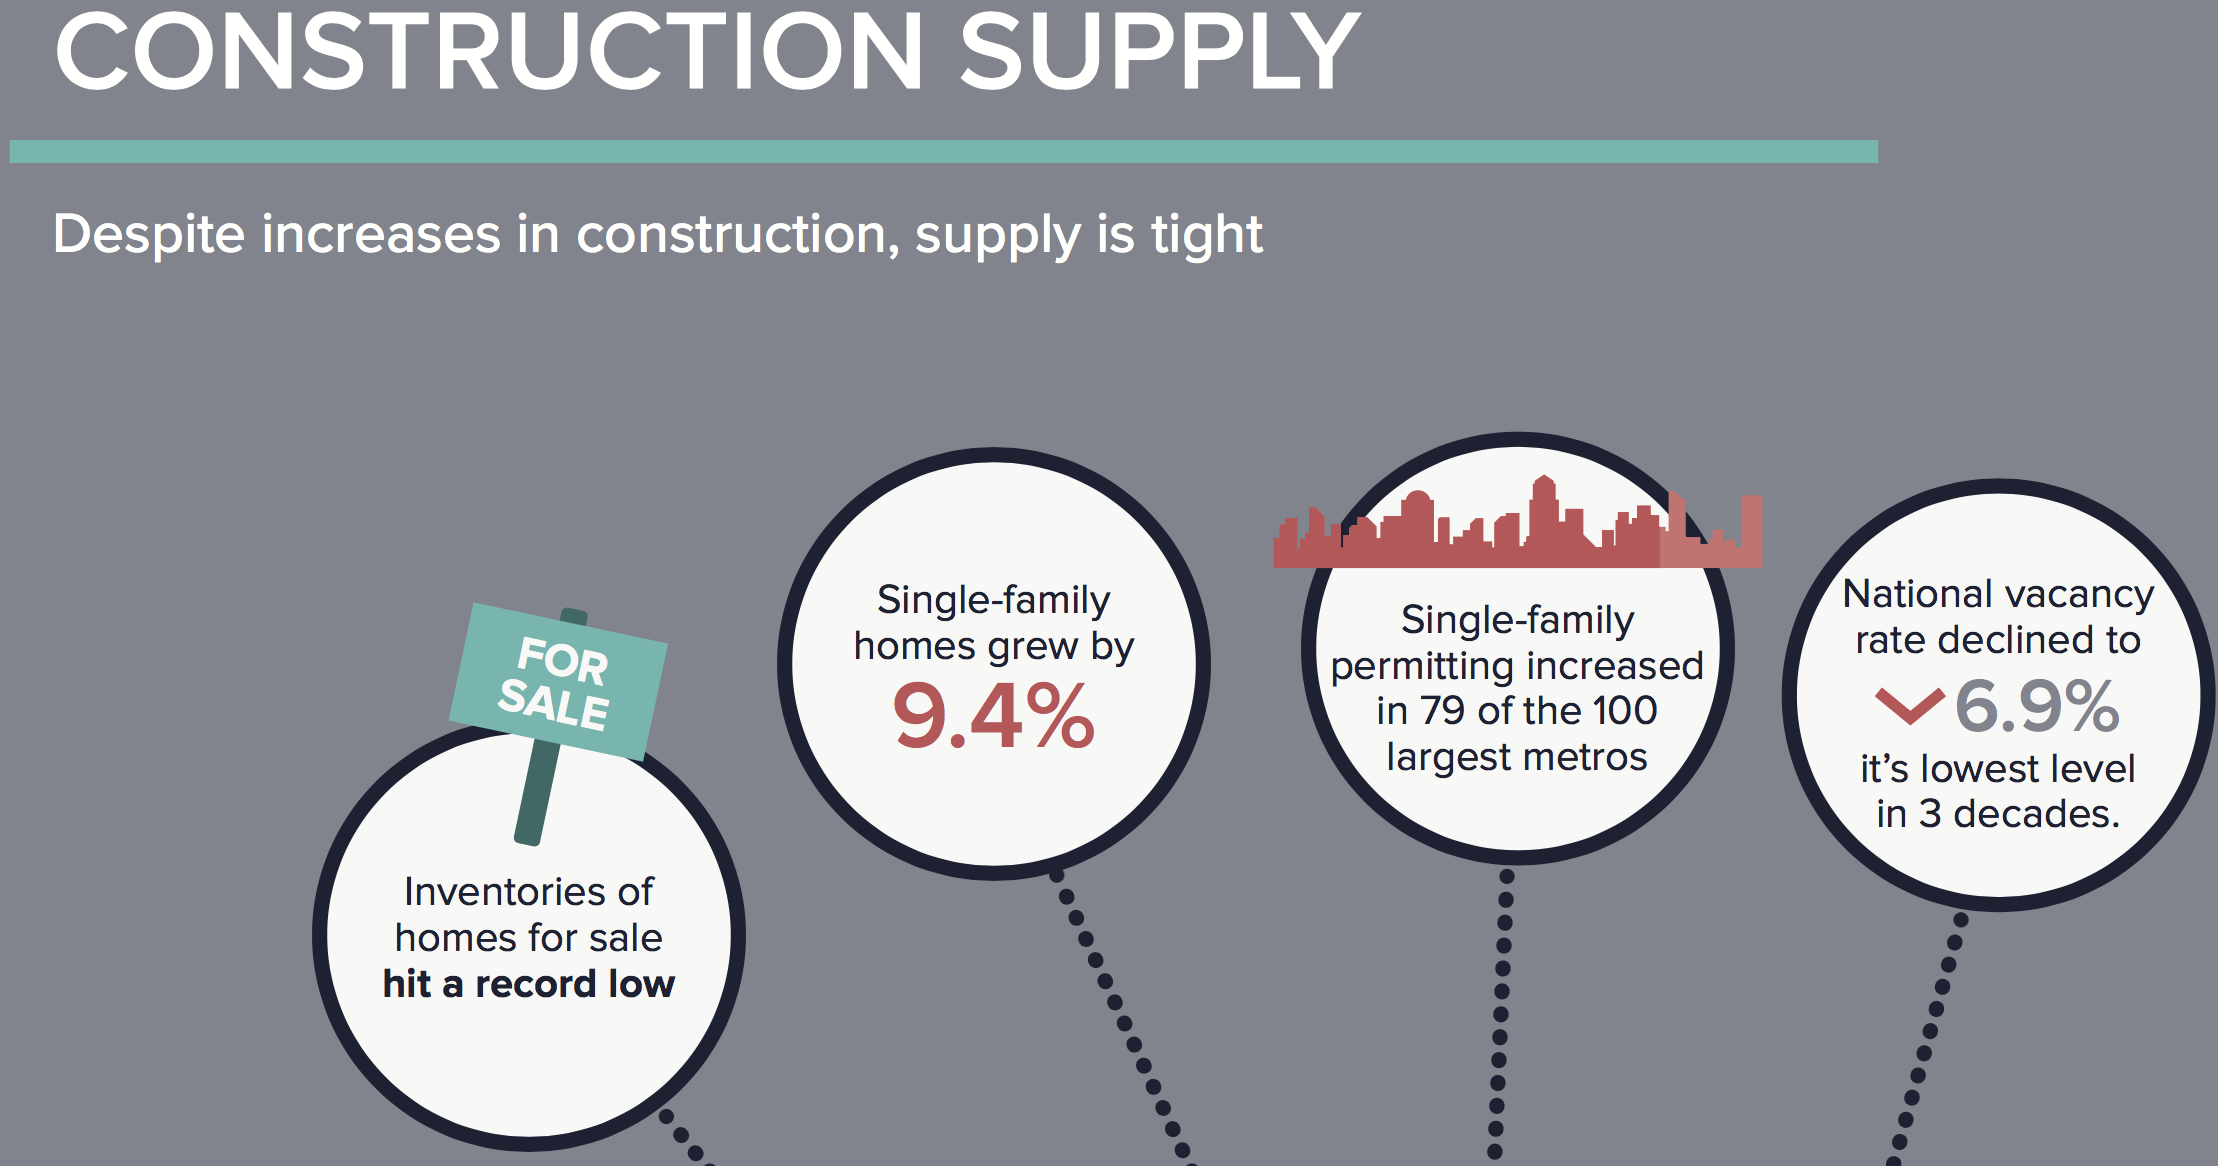 CONSTRUCTION SUPPLY
Despite increases in construction, supply is tight
FOR
SALE
Inventories of
homes for sale
hit a record low
Single-family
homes grew by
9.4%
Single-family
permitting increased
in 79 of the 100
largest metros
National vacancy
rate declined to
6.9%
it’s lowest level
in 3 decades.